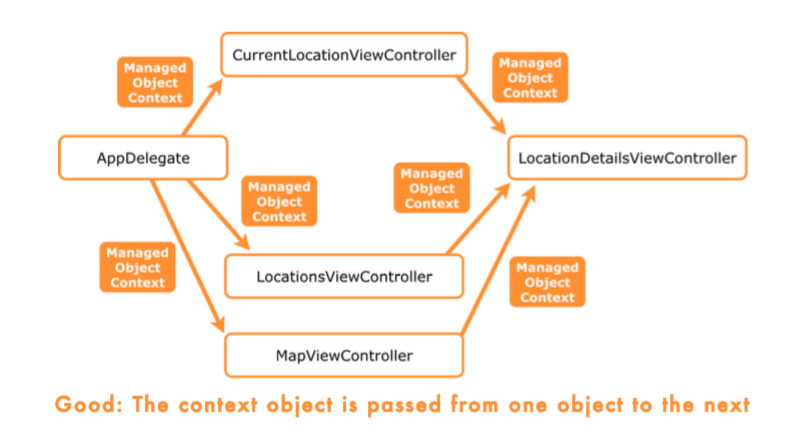 CurrentLocationViewController
Managed
Object
Context
Managed
Object
Context
AppDelegate
LocationDetailsViewController
Managed
Object
Context
Managed
Object
Context
Managed
Object
Context
LocationsViewController
Managed
Object
Context
MapViewController
Good: The context object is passed from one object to the next